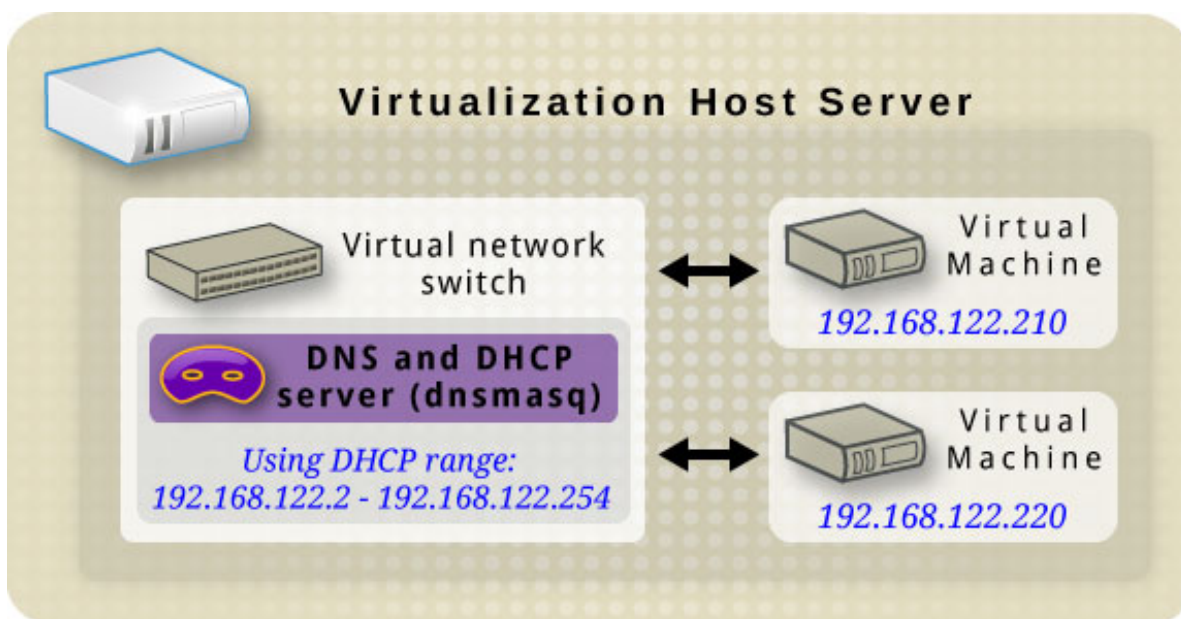 Virtualization Host Server
Virtual network
switch
DNS and DHCP
server (dnsmasq)
Using DHCP range:
192.168.122.2 - 192.168.122.254
Virtual
Machine
192.168.122.210
Virtual
Machine
192.168.122.220